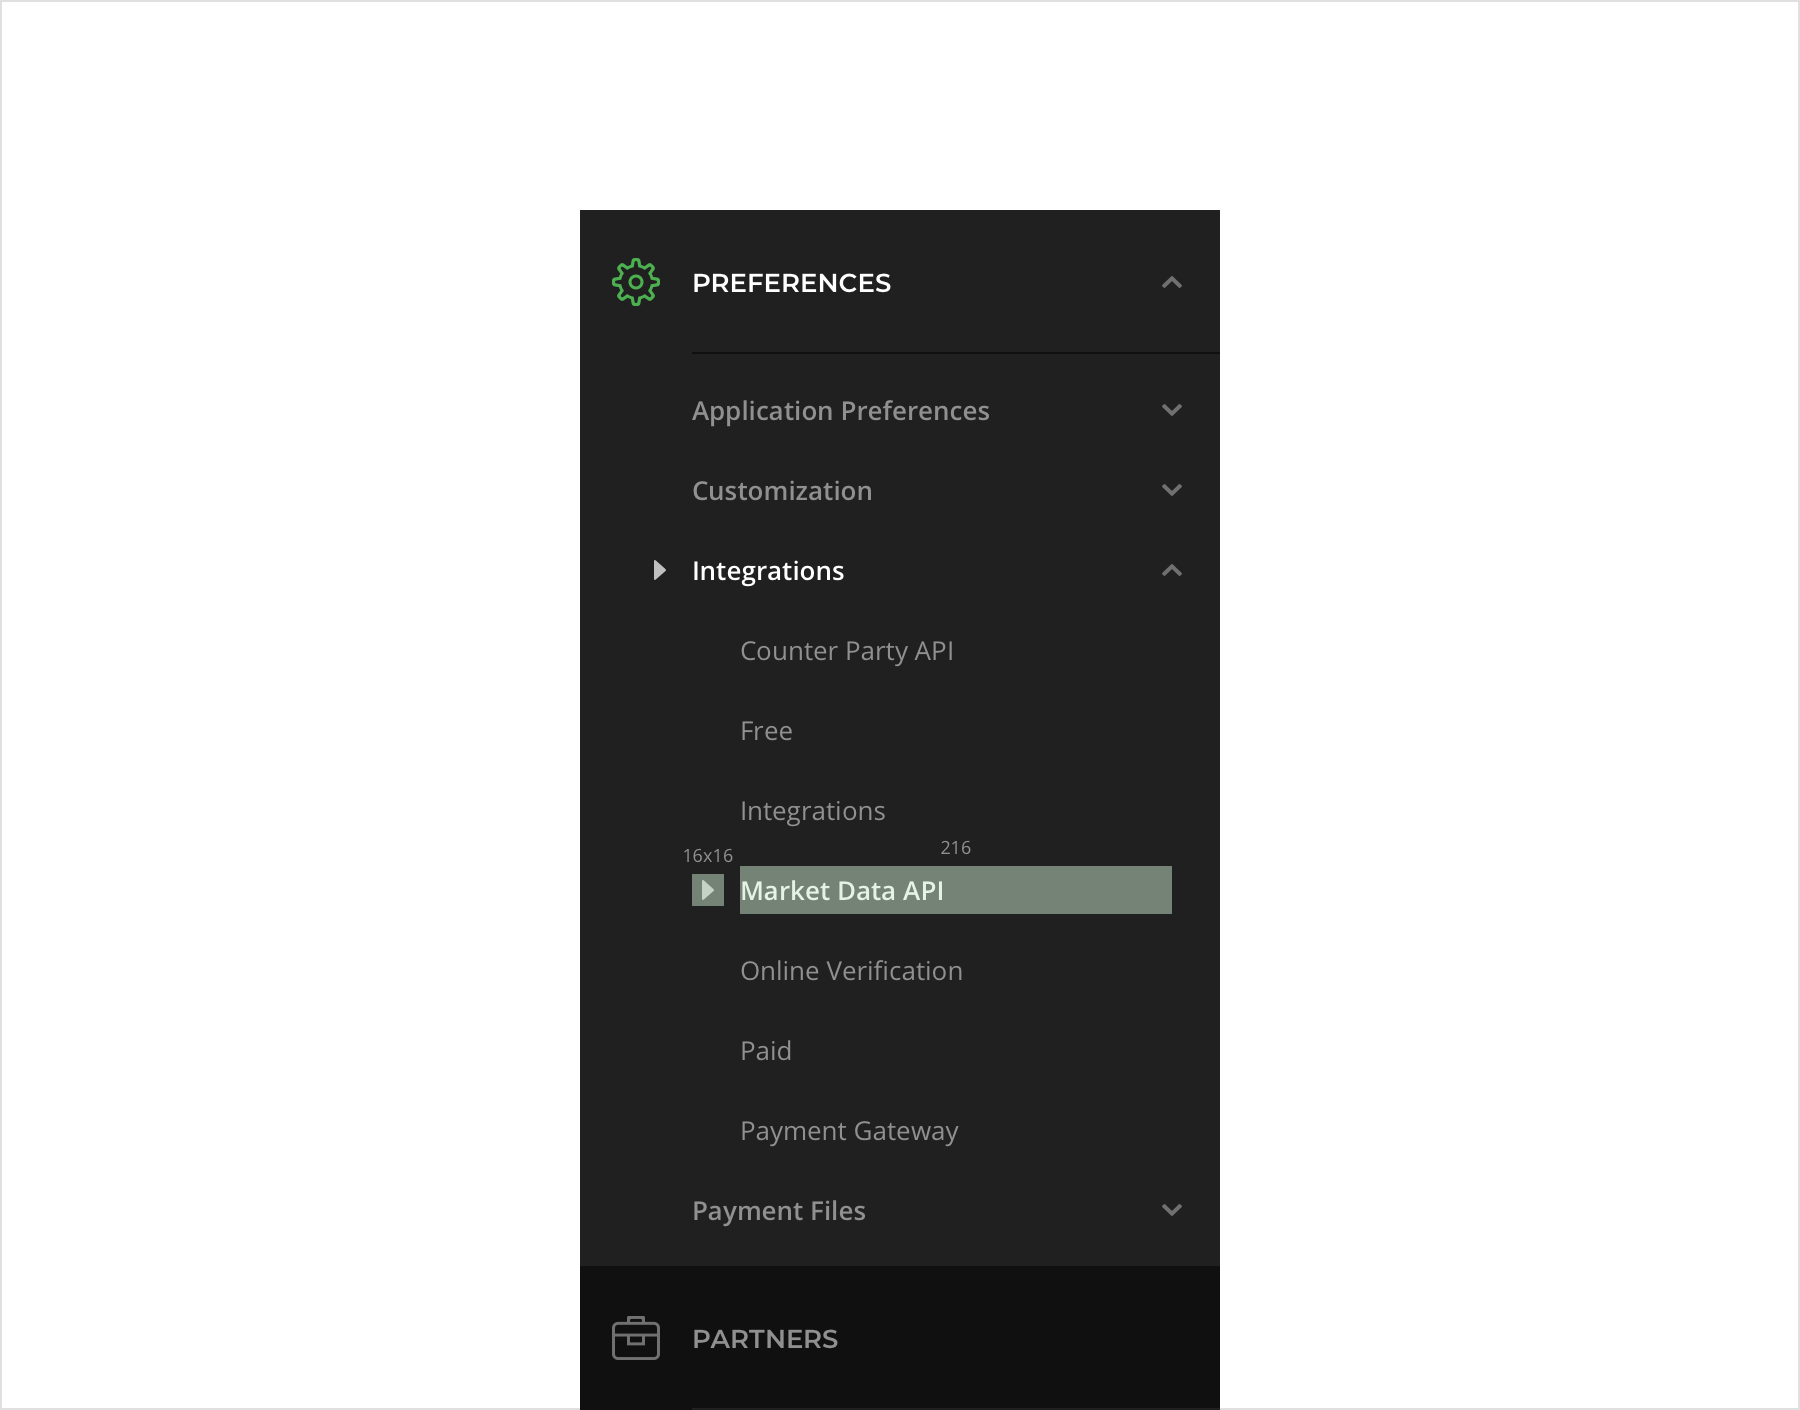 PREFERENCES
Application Preferences
Customization
Integrations
Counter Party API
Free
Integrations
16x16
216
Market Data API
Online Verification
Paid
Payment Gateway
Payment Files
PARTNERS